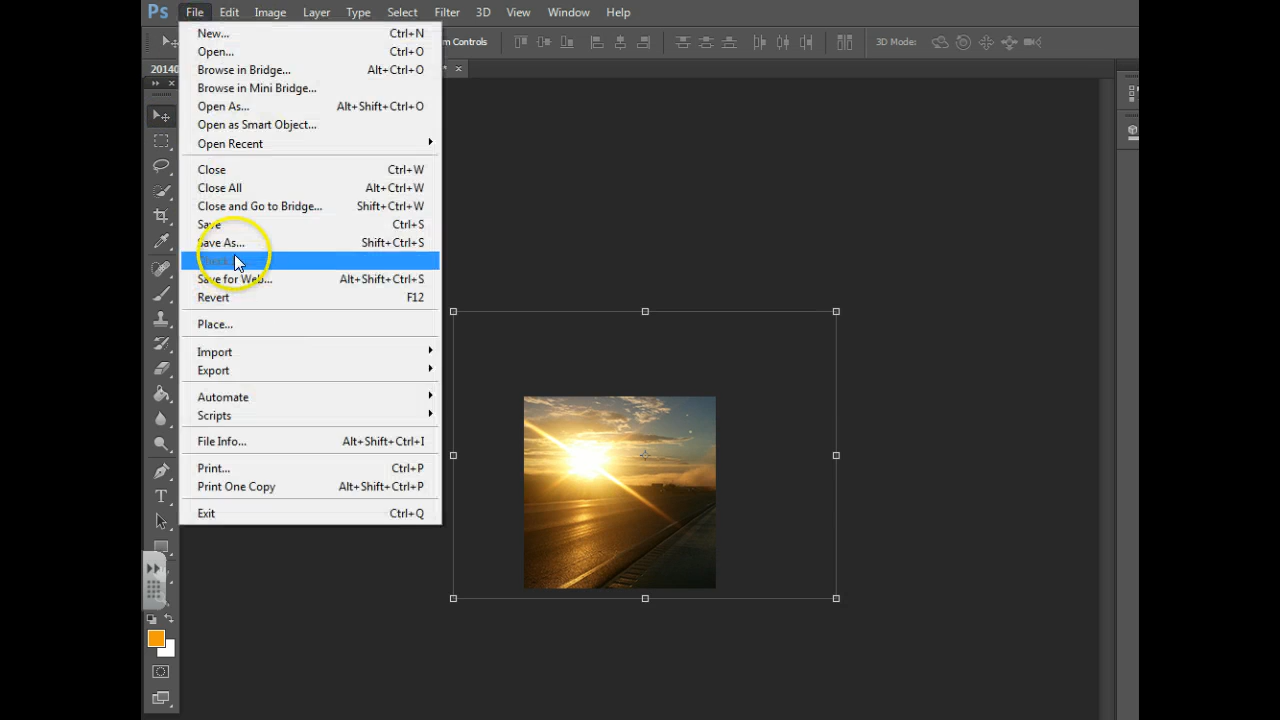 Ps File Edit Image Layer Type Select Filter 3D View Window Help
m Controls 3D Mode:
20140
New... Ctrl+N
Open... Ctrl+O
Browse in Bridge... Alt+Ctrl+O
Browse in Mini Bridge...
Open As... Alt+Shift+Ctrl+O
Open as Smart Object...
Open Recent
Close Ctrl+W
Close All Alt+Ctrl+W
Close and Go to Bridge... Shift+Ctrl+W
Save Ctrl+S
Save As... Shift+Ctrl+S
Save for Web... Alt+Shift+Ctrl+S
Revert F12
Place...
Import
Export
Automate
Scripts
File Info... Alt+Shift+Ctrl+I
Print... Ctrl+P
Print One Copy Alt+Shift+Ctrl+P
Exit Ctrl+Q